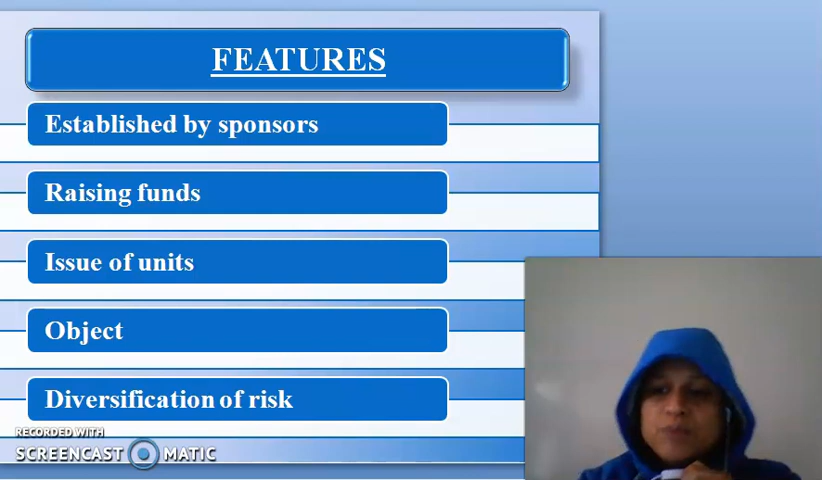 FEATURES
Established by sponsors
Raising funds
Issue of units
Object
Diversification of risk
RECORDED WITH
SCREENCAST MATIC